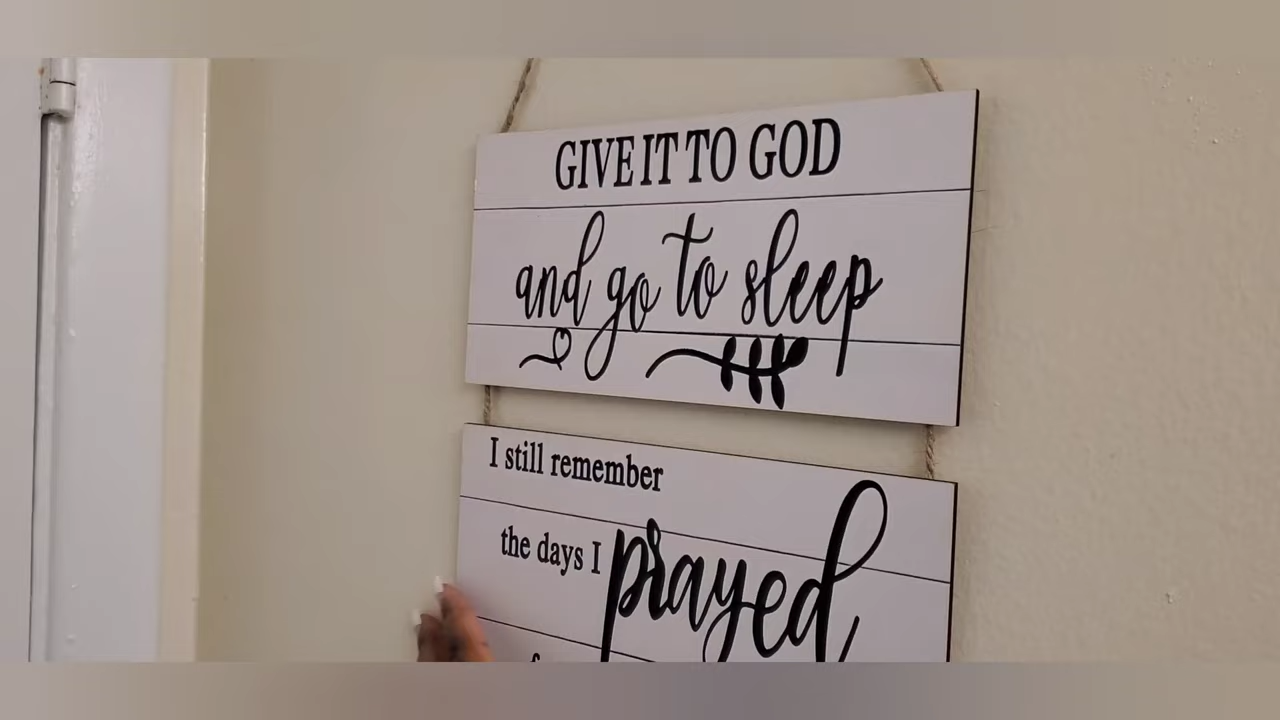 GIVE IT TO GOD
and go to sleep
I still remember
the days I prayed